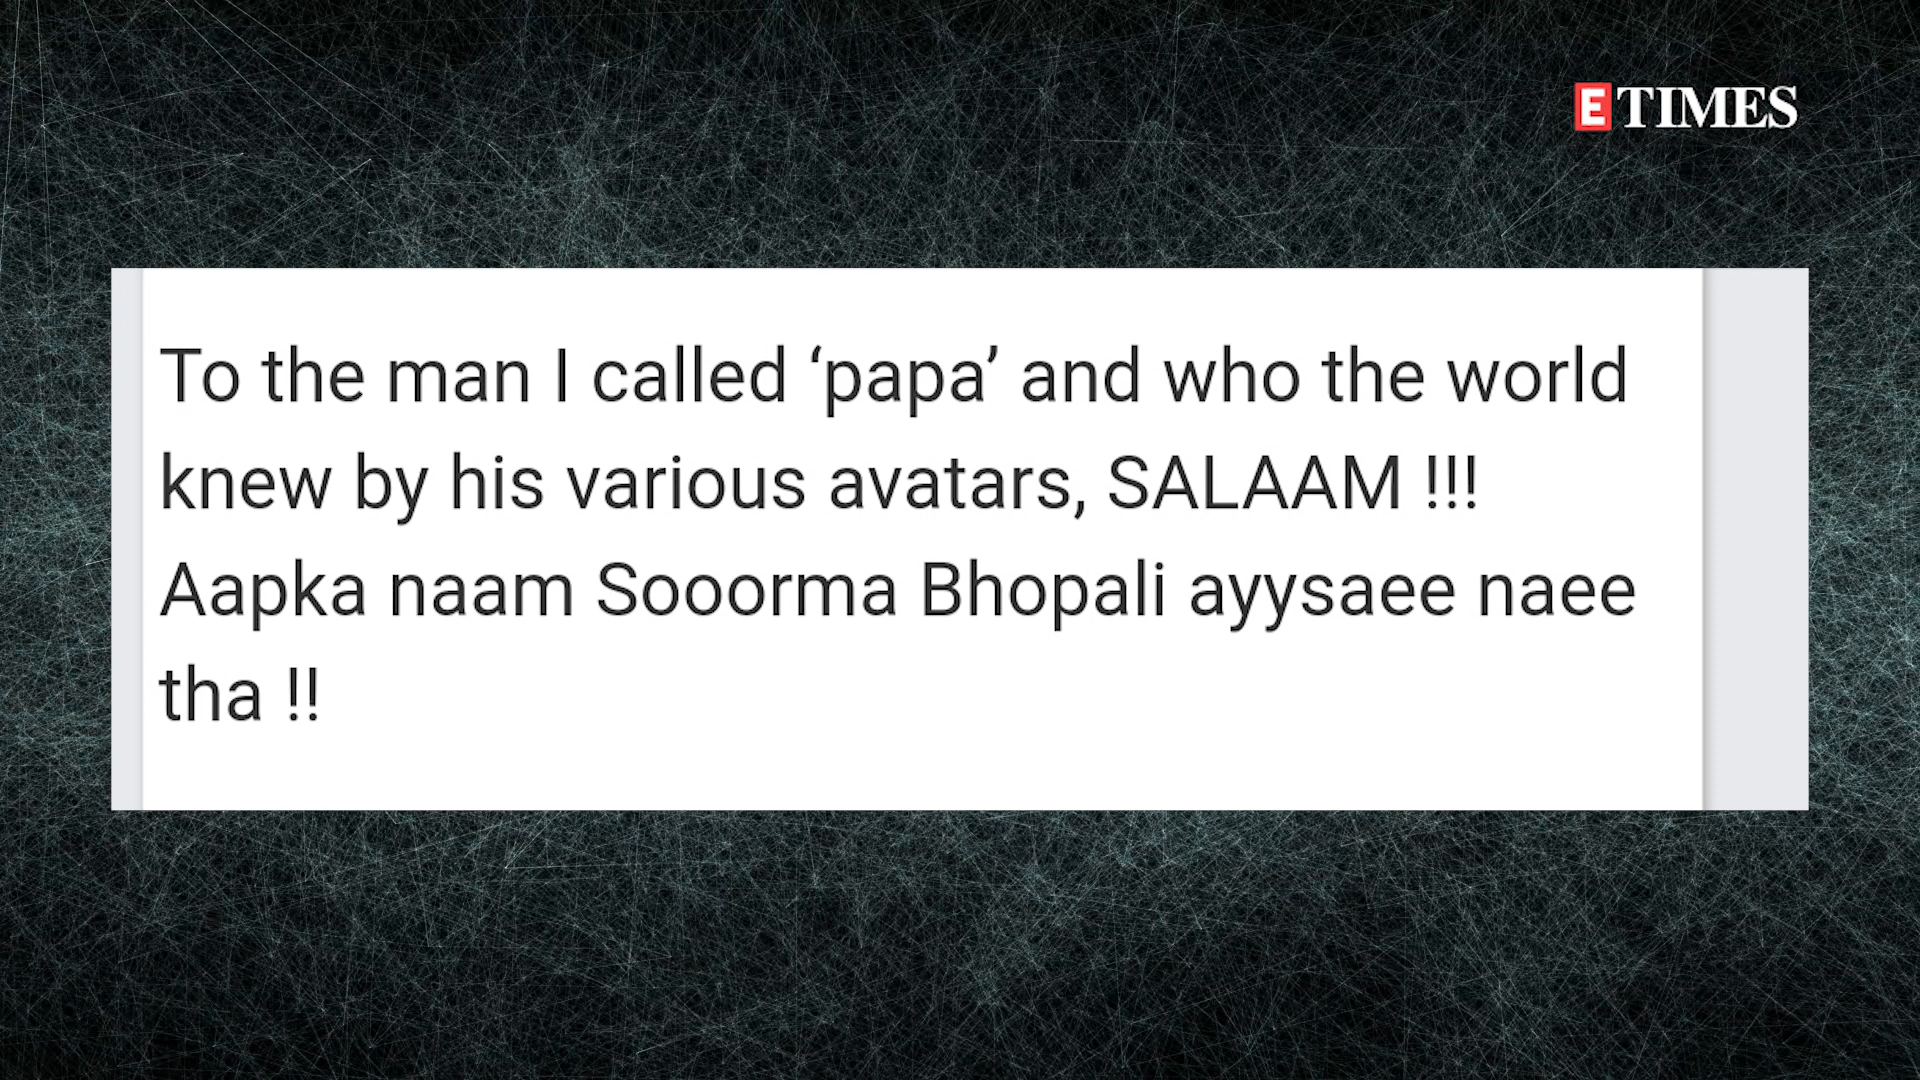 E TIMES
To the man I called ‘papa’ and who the world
knew by his various avatars, SALAAM !!!
Aapka naam Sooorma Bhopali ayysaee naee
tha !!